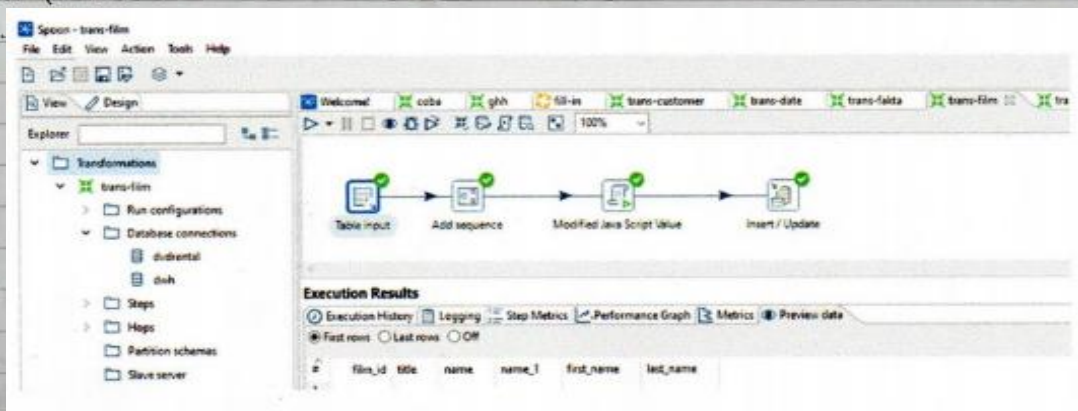 Spoon - trans-film
File Edit View Action Tools Help
View Design
Explorer
Transformations
trans-film
Run configurations
Database connections
dvdrental
dwh
Steps
Hops
Partition schemas
Slave server
Welcome! coba ghh fill-in trans-customer trans-date trans-fakta trans-film tra
100%
Table input Add sequence Modified Java Script Value Insert / Update
Execution Results
Execution History Logging Step Metrics Performance Graph Metrics Preview data
First rows Last rows Off
# film_id title name name_1 first_name last_name